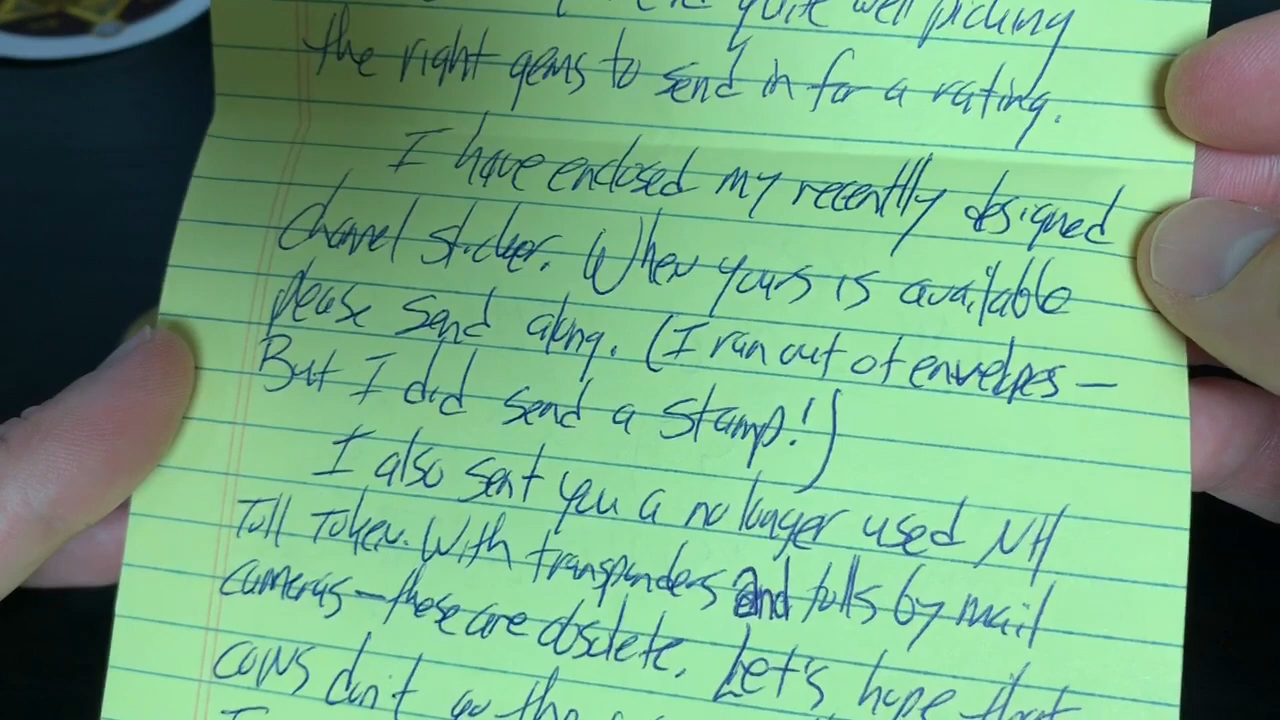 quite well picking
the right gems to send in for a rating.
I have enclosed my recently designed
channel sticker. When yours is available
please send along. (I ran out of envelopes —
But I did send a stamp!)
I also sent you a no longer used NH
Toll Token. With transponders and tolls by mail
cameras — these are obsolete. Let's hope that
coins don't go the